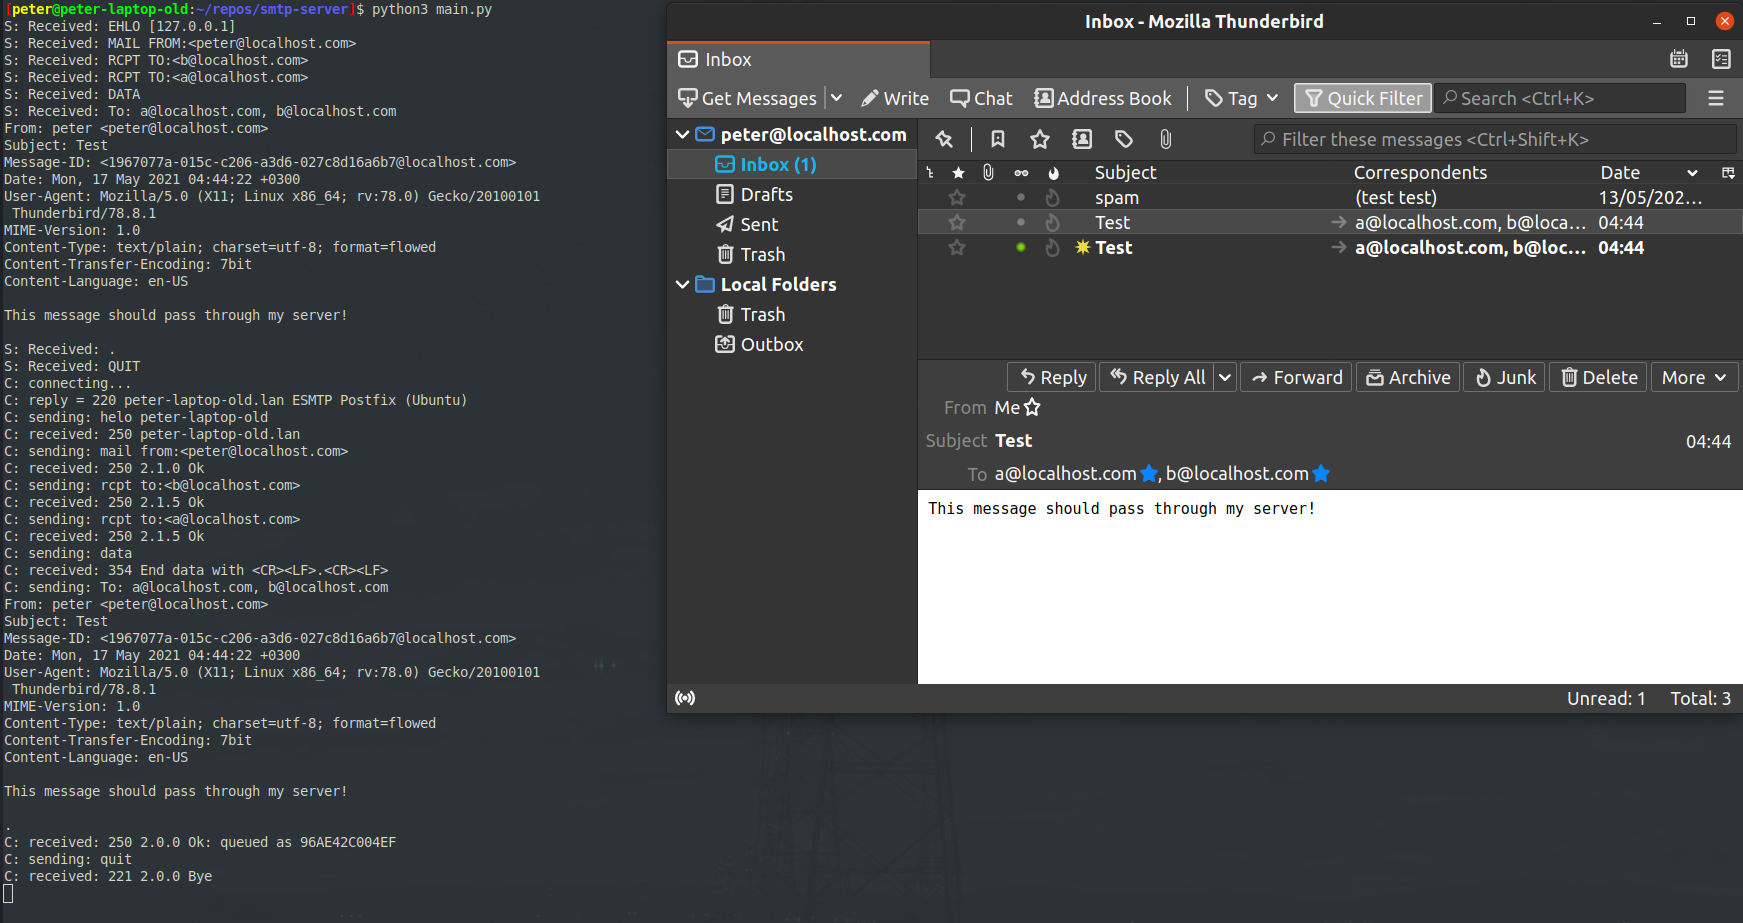 [peter@peter-laptop-old:~/repos/smtp-server]$ python3 main.py
S: Received: EHLO [127.0.0.1]
S: Received: MAIL FROM:<peter@localhost.com>
S: Received: RCPT TO:<b@localhost.com>
S: Received: RCPT TO:<a@localhost.com>
S: Received: DATA
S: Received: To: a@localhost.com, b@localhost.com
From: peter <peter@localhost.com>
Subject: Test
Message-ID: <1967077a-015c-c206-a3d6-027c8d16a6b7@localhost.com>
Date: Mon, 17 May 2021 04:44:22 +0300
User-Agent: Mozilla/5.0 (X11; Linux x86_64; rv:78.0) Gecko/20100101
 Thunderbird/78.8.1
MIME-Version: 1.0
Content-Type: text/plain; charset=utf-8; format=flowed
Content-Transfer-Encoding: 7bit
Content-Language: en-US
This message should pass through my server!
S: Received: .
S: Received: QUIT
C: connecting...
C: reply = 220 peter-laptop-old.lan ESMTP Postfix (Ubuntu)
C: sending: helo peter-laptop-old
C: received: 250 peter-laptop-old.lan
C: sending: mail from:<peter@localhost.com>
C: received: 250 2.1.0 Ok
C: sending: rcpt to:<b@localhost.com>
C: received: 250 2.1.5 Ok
C: sending: rcpt to:<a@localhost.com>
C: received: 250 2.1.5 Ok
C: sending: data
C: received: 354 End data with <CR><LF>.<CR><LF>
C: sending: To: a@localhost.com, b@localhost.com
From: peter <peter@localhost.com>
Subject: Test
Message-ID: <1967077a-015c-c206-a3d6-027c8d16a6b7@localhost.com>
Date: Mon, 17 May 2021 04:44:22 +0300
User-Agent: Mozilla/5.0 (X11; Linux x86_64; rv:78.0) Gecko/20100101
 Thunderbird/78.8.1
MIME-Version: 1.0
Content-Type: text/plain; charset=utf-8; format=flowed
Content-Transfer-Encoding: 7bit
Content-Language: en-US
This message should pass through my server!
.
C: received: 250 2.0.0 Ok: queued as 96AE42C004EF
C: sending: quit
C: received: 221 2.0.0 Bye
Inbox - Mozilla Thunderbird
Inbox
Get Messages Write Chat Address Book Tag Quick Filter Search <Ctrl+K>
peter@localhost.com
Inbox (1)
Drafts
Sent
Trash
Local Folders
Trash
Outbox
Filter these messages <Ctrl+Shift+K>
Subject Correspondents Date
spam (test test) 13/05/202...
Test a@localhost.com, b@loca... 04:44
Test a@localhost.com, b@loc... 04:44
Reply Reply All Forward Archive Junk Delete More
From Me
Subject Test 04:44
To a@localhost.com, b@localhost.com
This message should pass through my server!
Unread: 1 Total: 3